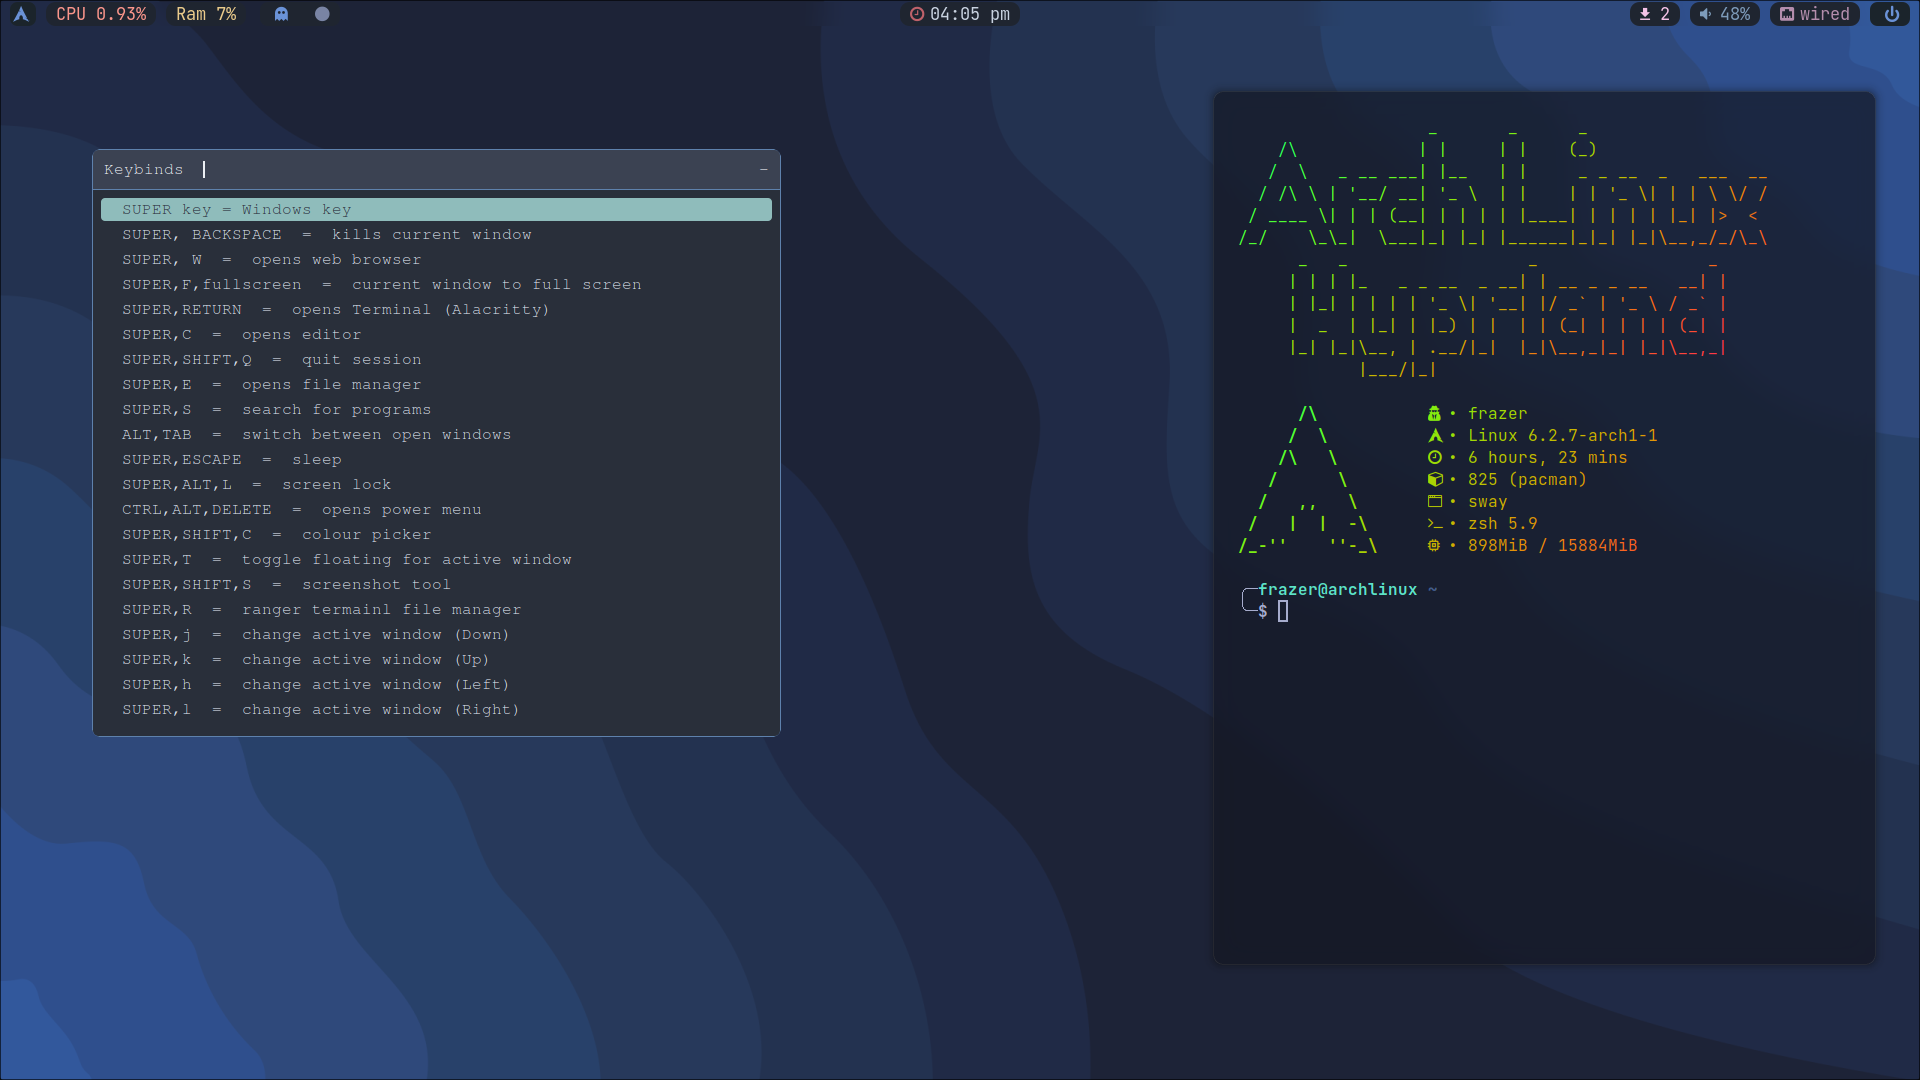 CPU 0.93% Ram 7% 04:05 pm 2 48% wired
Keybinds
SUPER key = Windows key
SUPER, BACKSPACE = kills current window
SUPER, W = opens web browser
SUPER,F,fullscreen = current window to full screen
SUPER,RETURN = opens Terminal (Alacritty)
SUPER,C = opens editor
SUPER,SHIFT,Q = quit session
SUPER,E = opens file manager
SUPER,S = search for programs
ALT,TAB = switch between open windows
SUPER,ESCAPE = sleep
SUPER,ALT,L = screen lock
CTRL,ALT,DELETE = opens power menu
SUPER,SHIFT,C = colour picker
SUPER,T = toggle floating for active window
SUPER,SHIFT,S = screenshot tool
SUPER,R = ranger termainl file manager
SUPER,j = change active window (Down)
SUPER,k = change active window (Up)
SUPER,h = change active window (Left)
SUPER,l = change active window (Right)
Arch Linux
Hyprland
• frazer
• Linux 6.2.7-arch1-1
• 6 hours, 23 mins
• 825 (pacman)
• sway
• zsh 5.9
• 898MiB / 15884MiB
frazer@archlinux ~
$